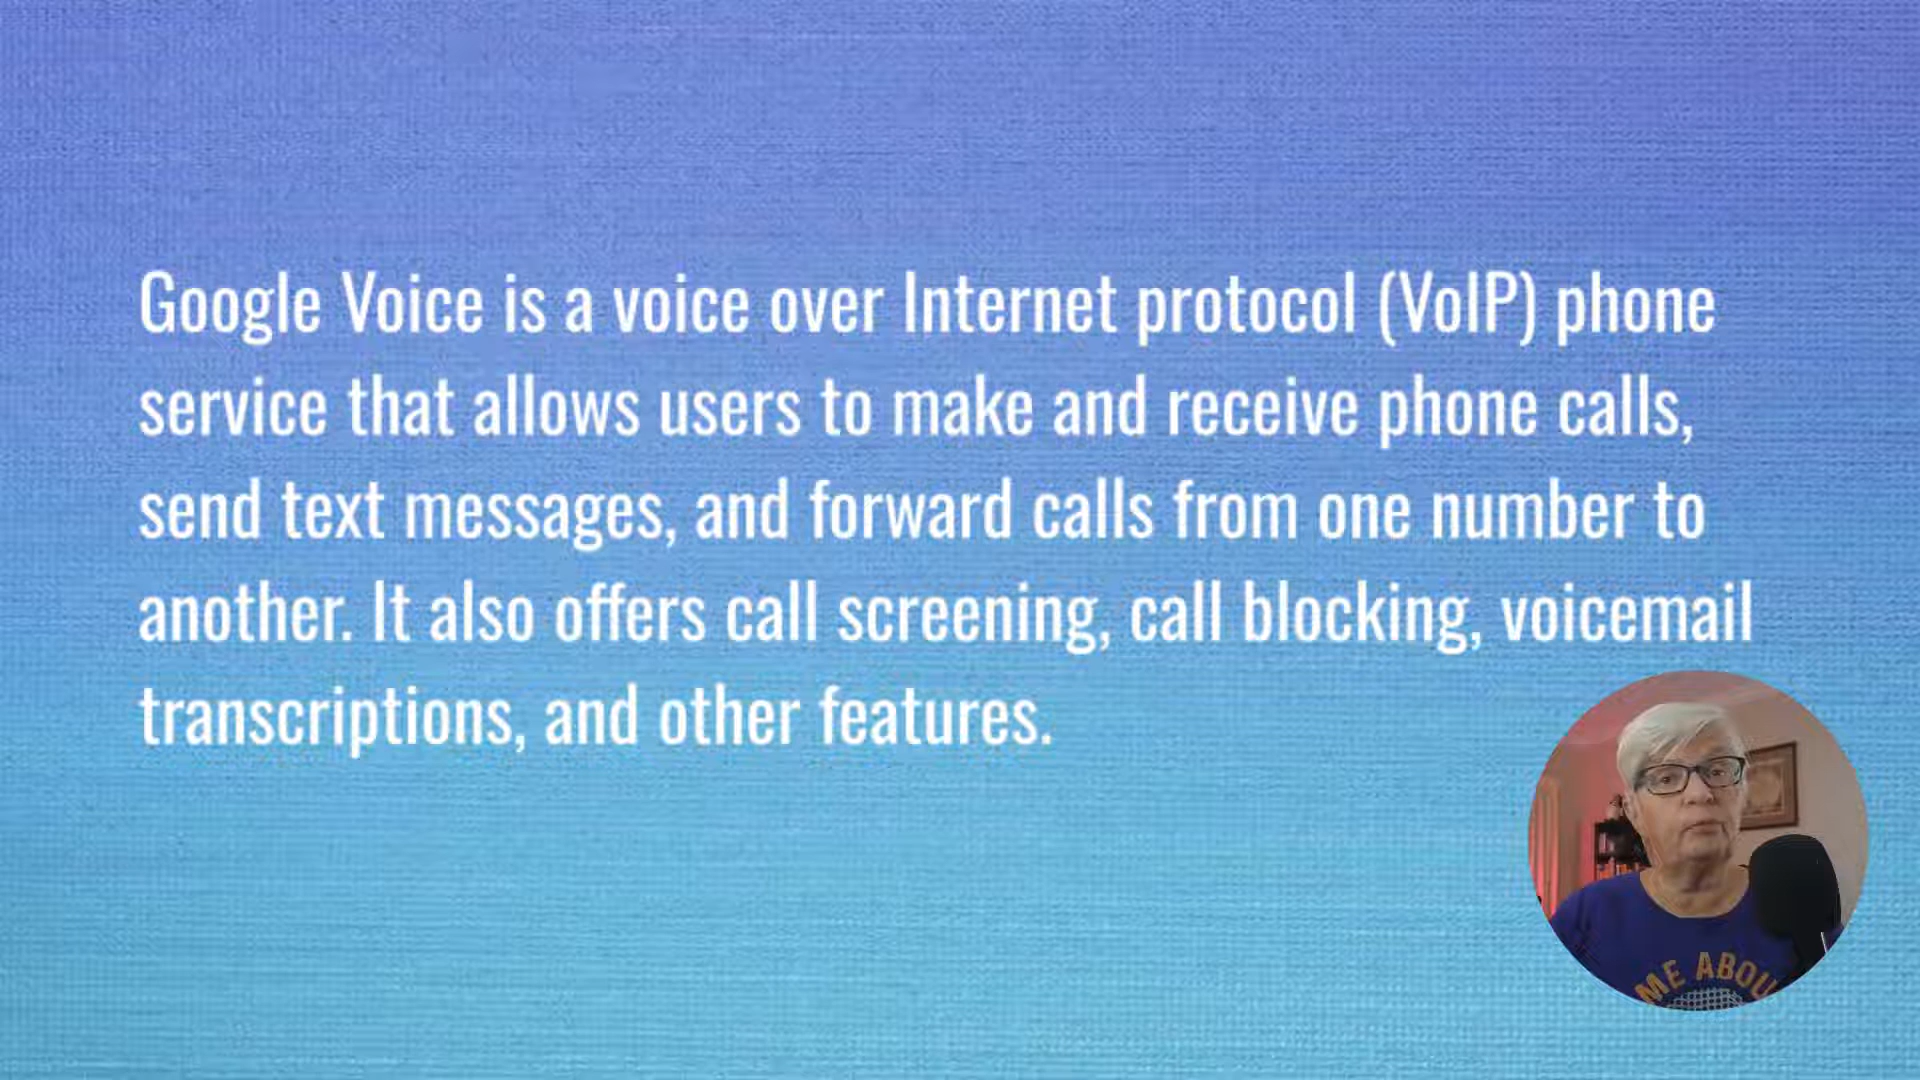 Google Voice is a voice over Internet protocol (VoIP) phone
service that allows users to make and receive phone calls,
send text messages, and forward calls from one number to
another. It also offers call screening, call blocking, voicemail
transcriptions, and other features.
ME ABOU